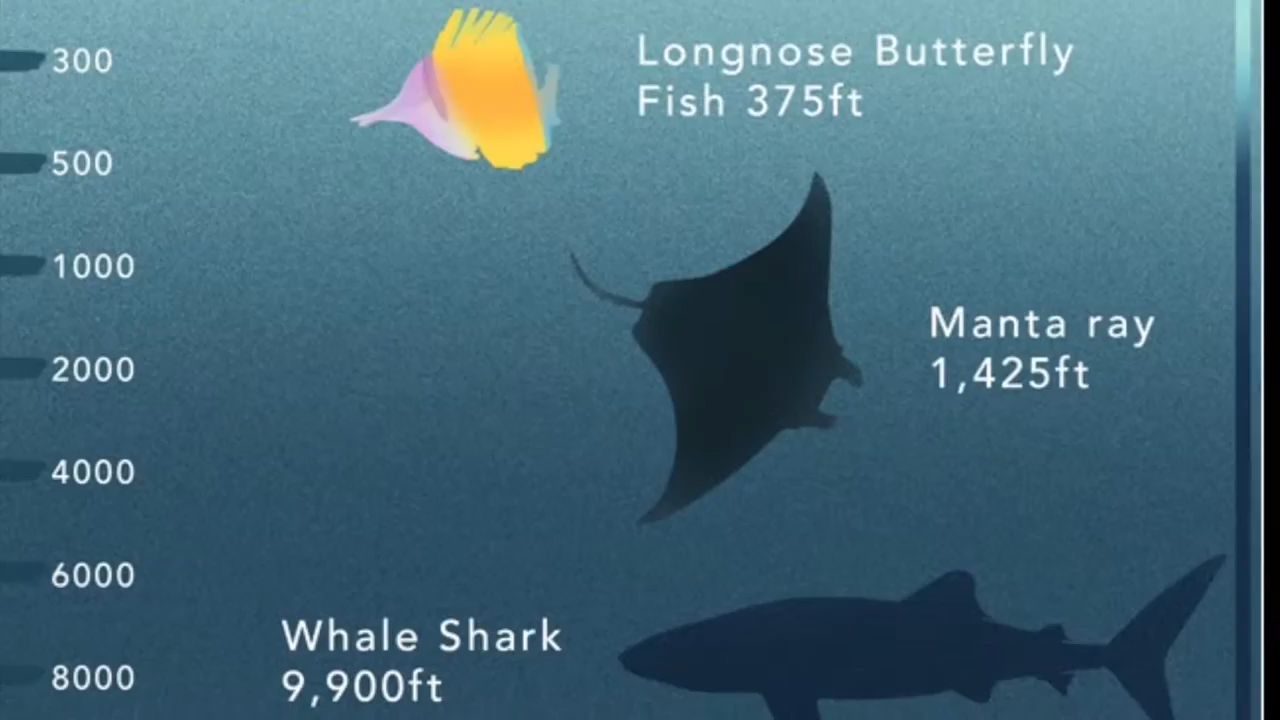 300
Longnose Butterfly
Fish 375ft
500
1000
Manta ray
1,425ft
2000
4000
6000
Whale Shark
9,900ft
8000